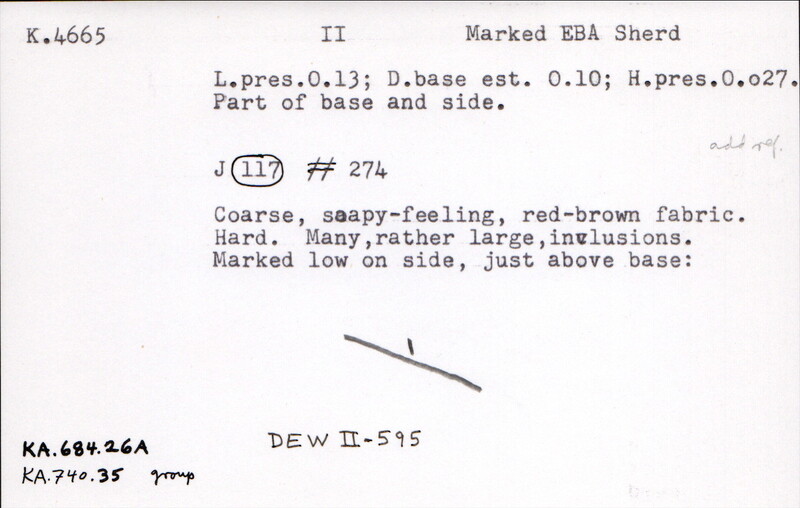 K.4665 II Marked EBA Sherd
L.pres.0.13; D.base est. 0.10; H.pres.0.o27.
Part of base and side.
add ref.
J 117 # 274
Coarse, soapy-feeling, red-brown fabric.
Hard. Many,rather large,inclusions.
Marked low on side, just above base:
DEW II-595
KA.684.26A
KA.740.35 group